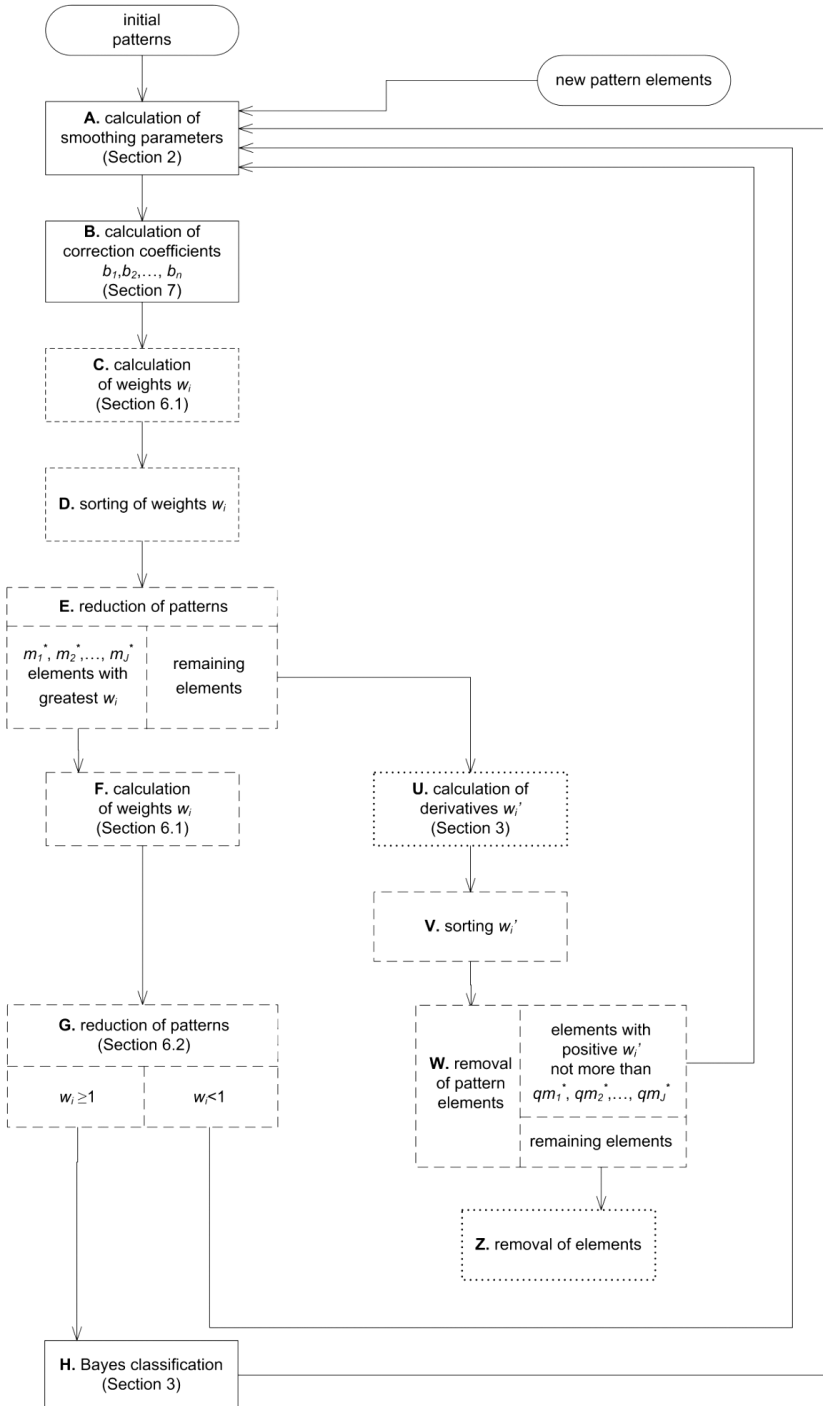 initial
patterns
new pattern elements
A. calculation of
smoothing parameters
(Section 2)
B. calculation of
correction coefficients
b₁,b₂,…, bₙ
(Section 7)
C. calculation
of weights wᵢ
(Section 6.1)
D. sorting of weights wᵢ
E. reduction of patterns
m₁*, m₂*,…, m_J*
elements with
greatest wᵢ
remaining
elements
F. calculation
of weights wᵢ
(Section 6.1)
U. calculation of
derivatives wᵢ’
(Section 3)
V. sorting wᵢ’
G. reduction of patterns
(Section 6.2)
wᵢ ≥1
wᵢ<1
W. removal
of pattern
elements
elements with
positive wᵢ’
not more than
qm₁*, qm₂*,…, qm_J*
remaining elements
Z. removal of elements
H. Bayes classification
(Section 3)